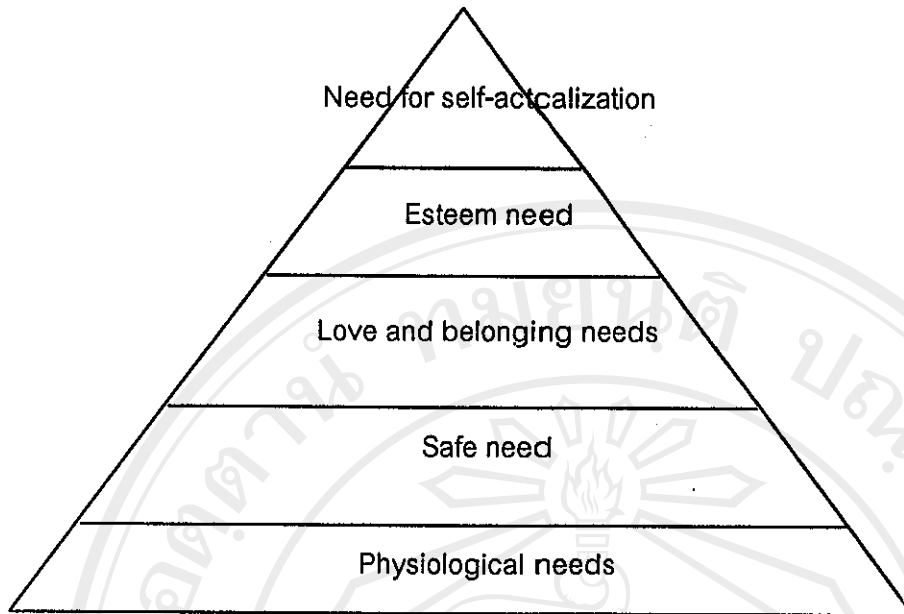 Need for self-actcalization
Esteem need
Love and belonging needs
Safe need
Physiological needs